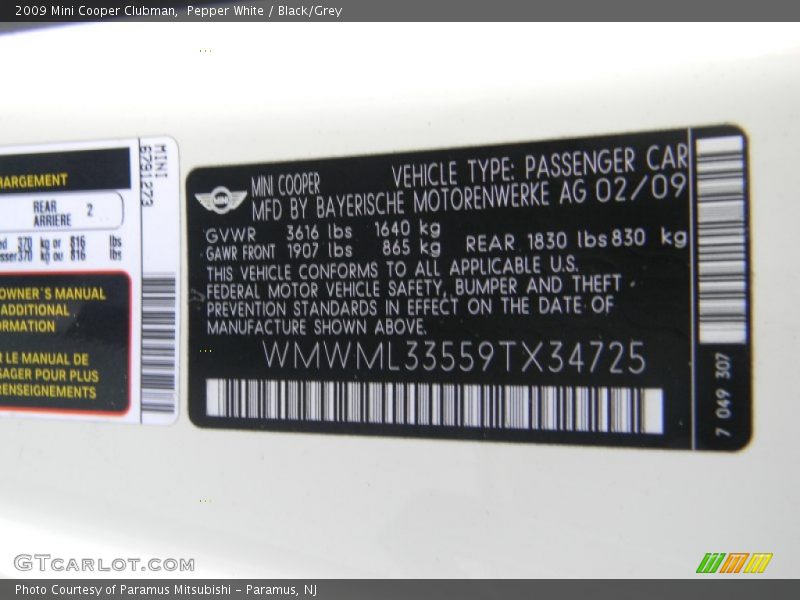 2009 Mini Cooper Clubman,  Pepper White / Black/Grey
HARGEMENT
REAR
ARRIERE 2
370 kg or 816 lbs
370 kg ou 816 lbs
OWNER'S MANUAL
ADDITIONAL
ORMATION
R LE MANUAL DE
SAGER POUR PLUS
RENSEIGNEMENTS
MINI
6791273
MINI
MINI COOPER VEHICLE TYPE: PASSENGER CAR
MFD BY BAYERISCHE MOTORENWERKE AG 02/09
GVWR 3616 lbs 1640 kg
GAWR FRONT 1907 lbs 865 kg REAR 1830 lbs 830 kg
THIS VEHICLE CONFORMS TO ALL APPLICABLE U.S.
FEDERAL MOTOR VEHICLE SAFETY, BUMPER AND THEFT
PREVENTION STANDARDS IN EFFECT ON THE DATE OF
MANUFACTURE SHOWN ABOVE.
WMWML33559TX34725
7 049 307
GTCARLOT.COM
Photo Courtesy of Paramus Mitsubishi - Paramus, NJ